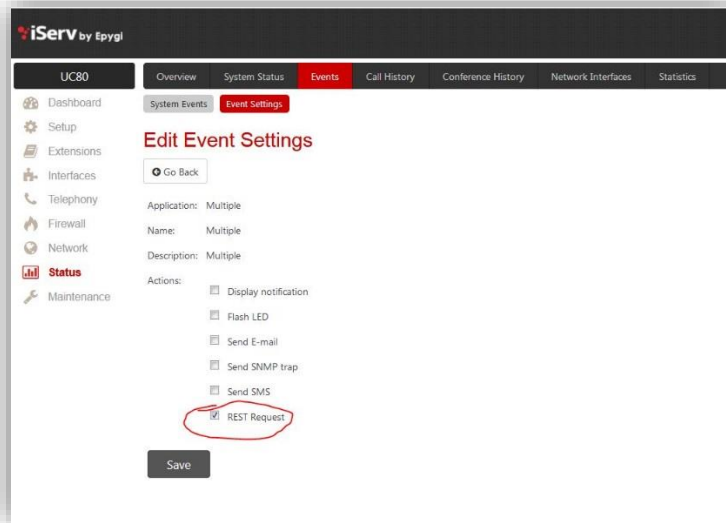 iServ by Epygi
UC80
Dashboard
Setup
Extensions
Interfaces
Telephony
Firewall
Network
Status
Maintenance
Overview System Status Events Call History Conference History Network Interfaces Statistics
System Events Event Settings
Edit Event Settings
Go Back
Application: Multiple
Name: Multiple
Description: Multiple
Actions:
Display notification
Flash LED
Send E-mail
Send SNMP trap
Send SMS
REST Request
Save